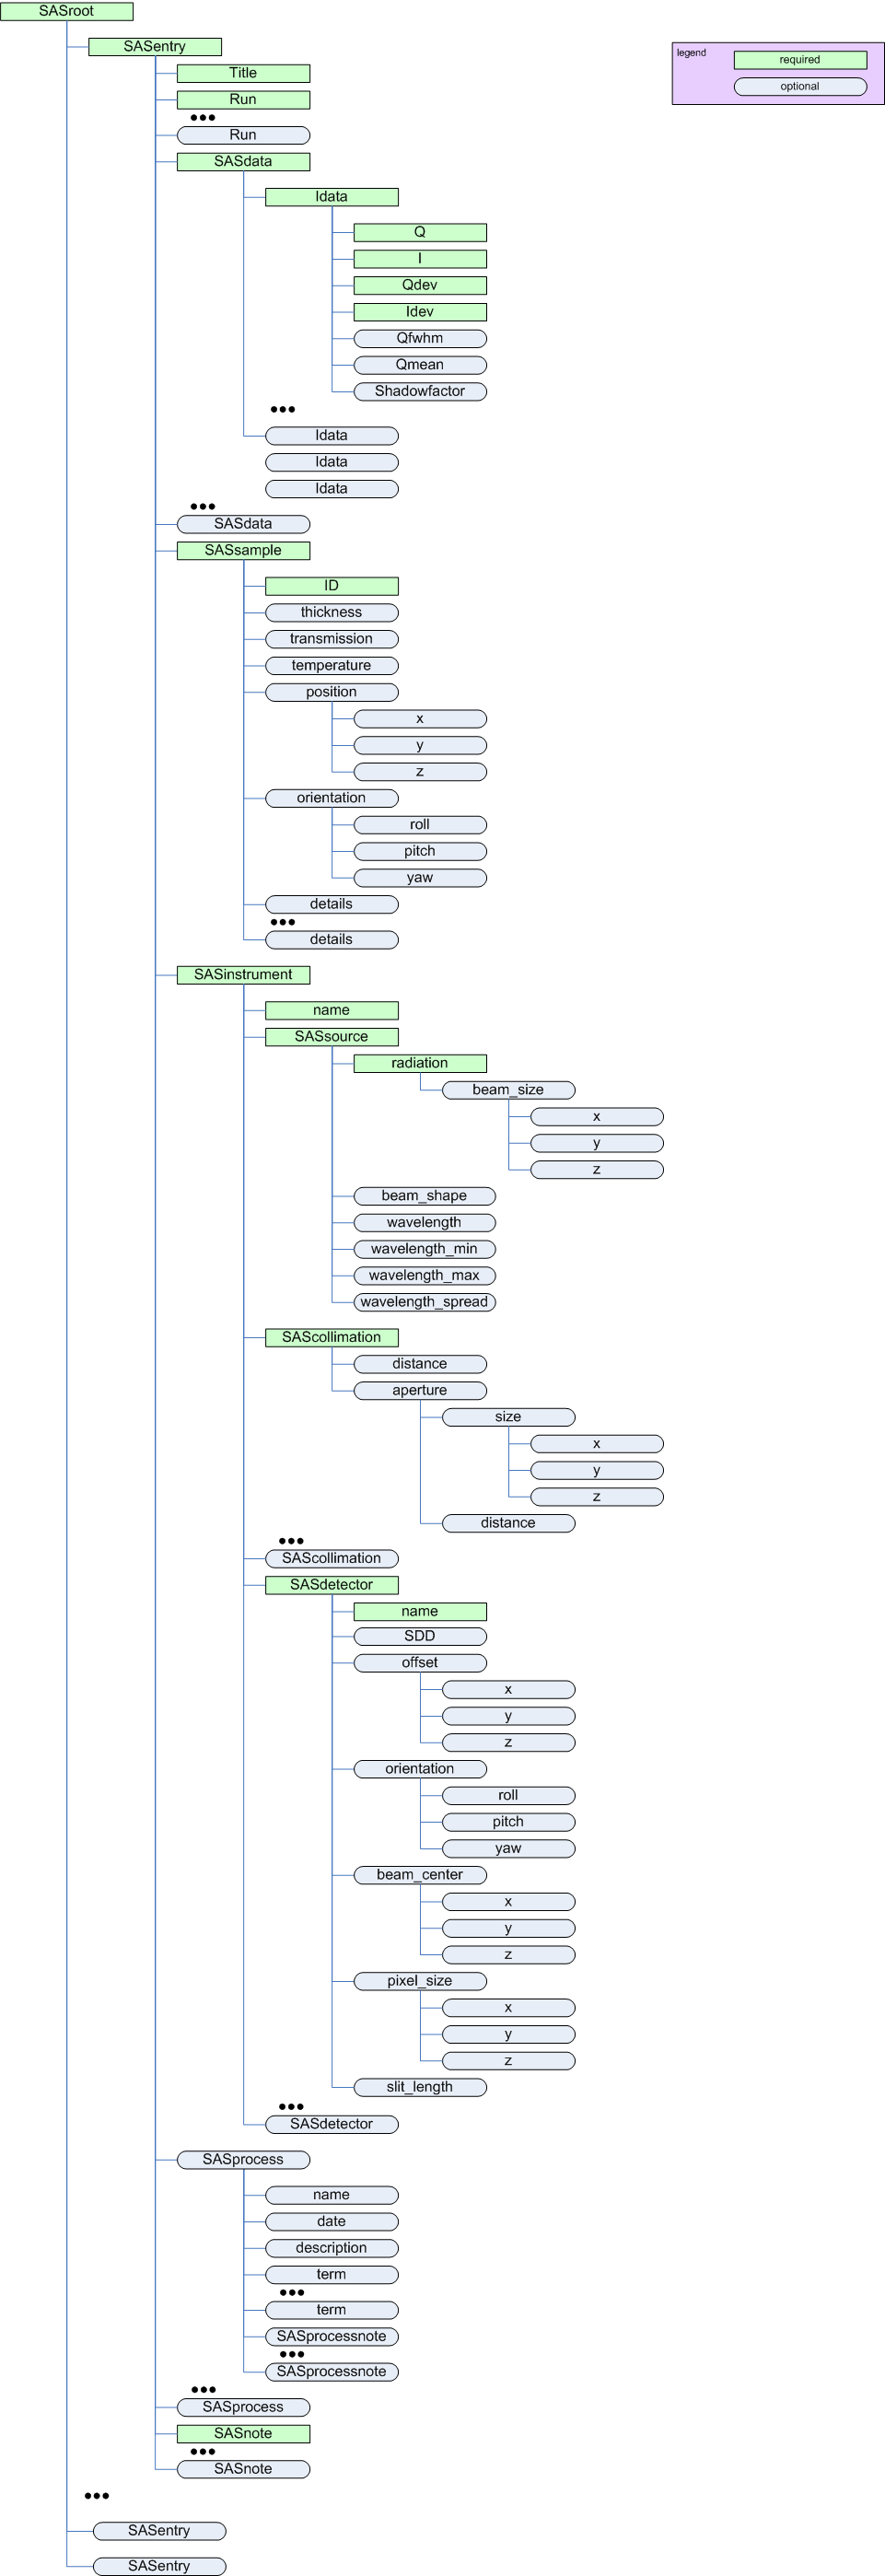 SASroot
SASentry
legend
required
optional
Title
Run
Run
SASdata
Idata
Q
I
Qdev
Idev
Qfwhm
Qmean
Shadowfactor
Idata
Idata
Idata
SASdata
SASsample
ID
thickness
transmission
temperature
position
x
y
z
orientation
roll
pitch
yaw
details
details
SASinstrument
name
SASsource
radiation
beam_size
x
y
z
beam_shape
wavelength
wavelength_min
wavelength_max
wavelength_spread
SAScollimation
distance
aperture
size
x
y
z
distance
SAScollimation
SASdetector
name
SDD
offset
x
y
z
orientation
roll
pitch
yaw
beam_center
x
y
z
pixel_size
x
y
z
slit_length
SASdetector
SASprocess
name
date
description
term
term
SASprocessnote
SASprocessnote
SASprocess
SASnote
SASnote
SASentry
SASentry